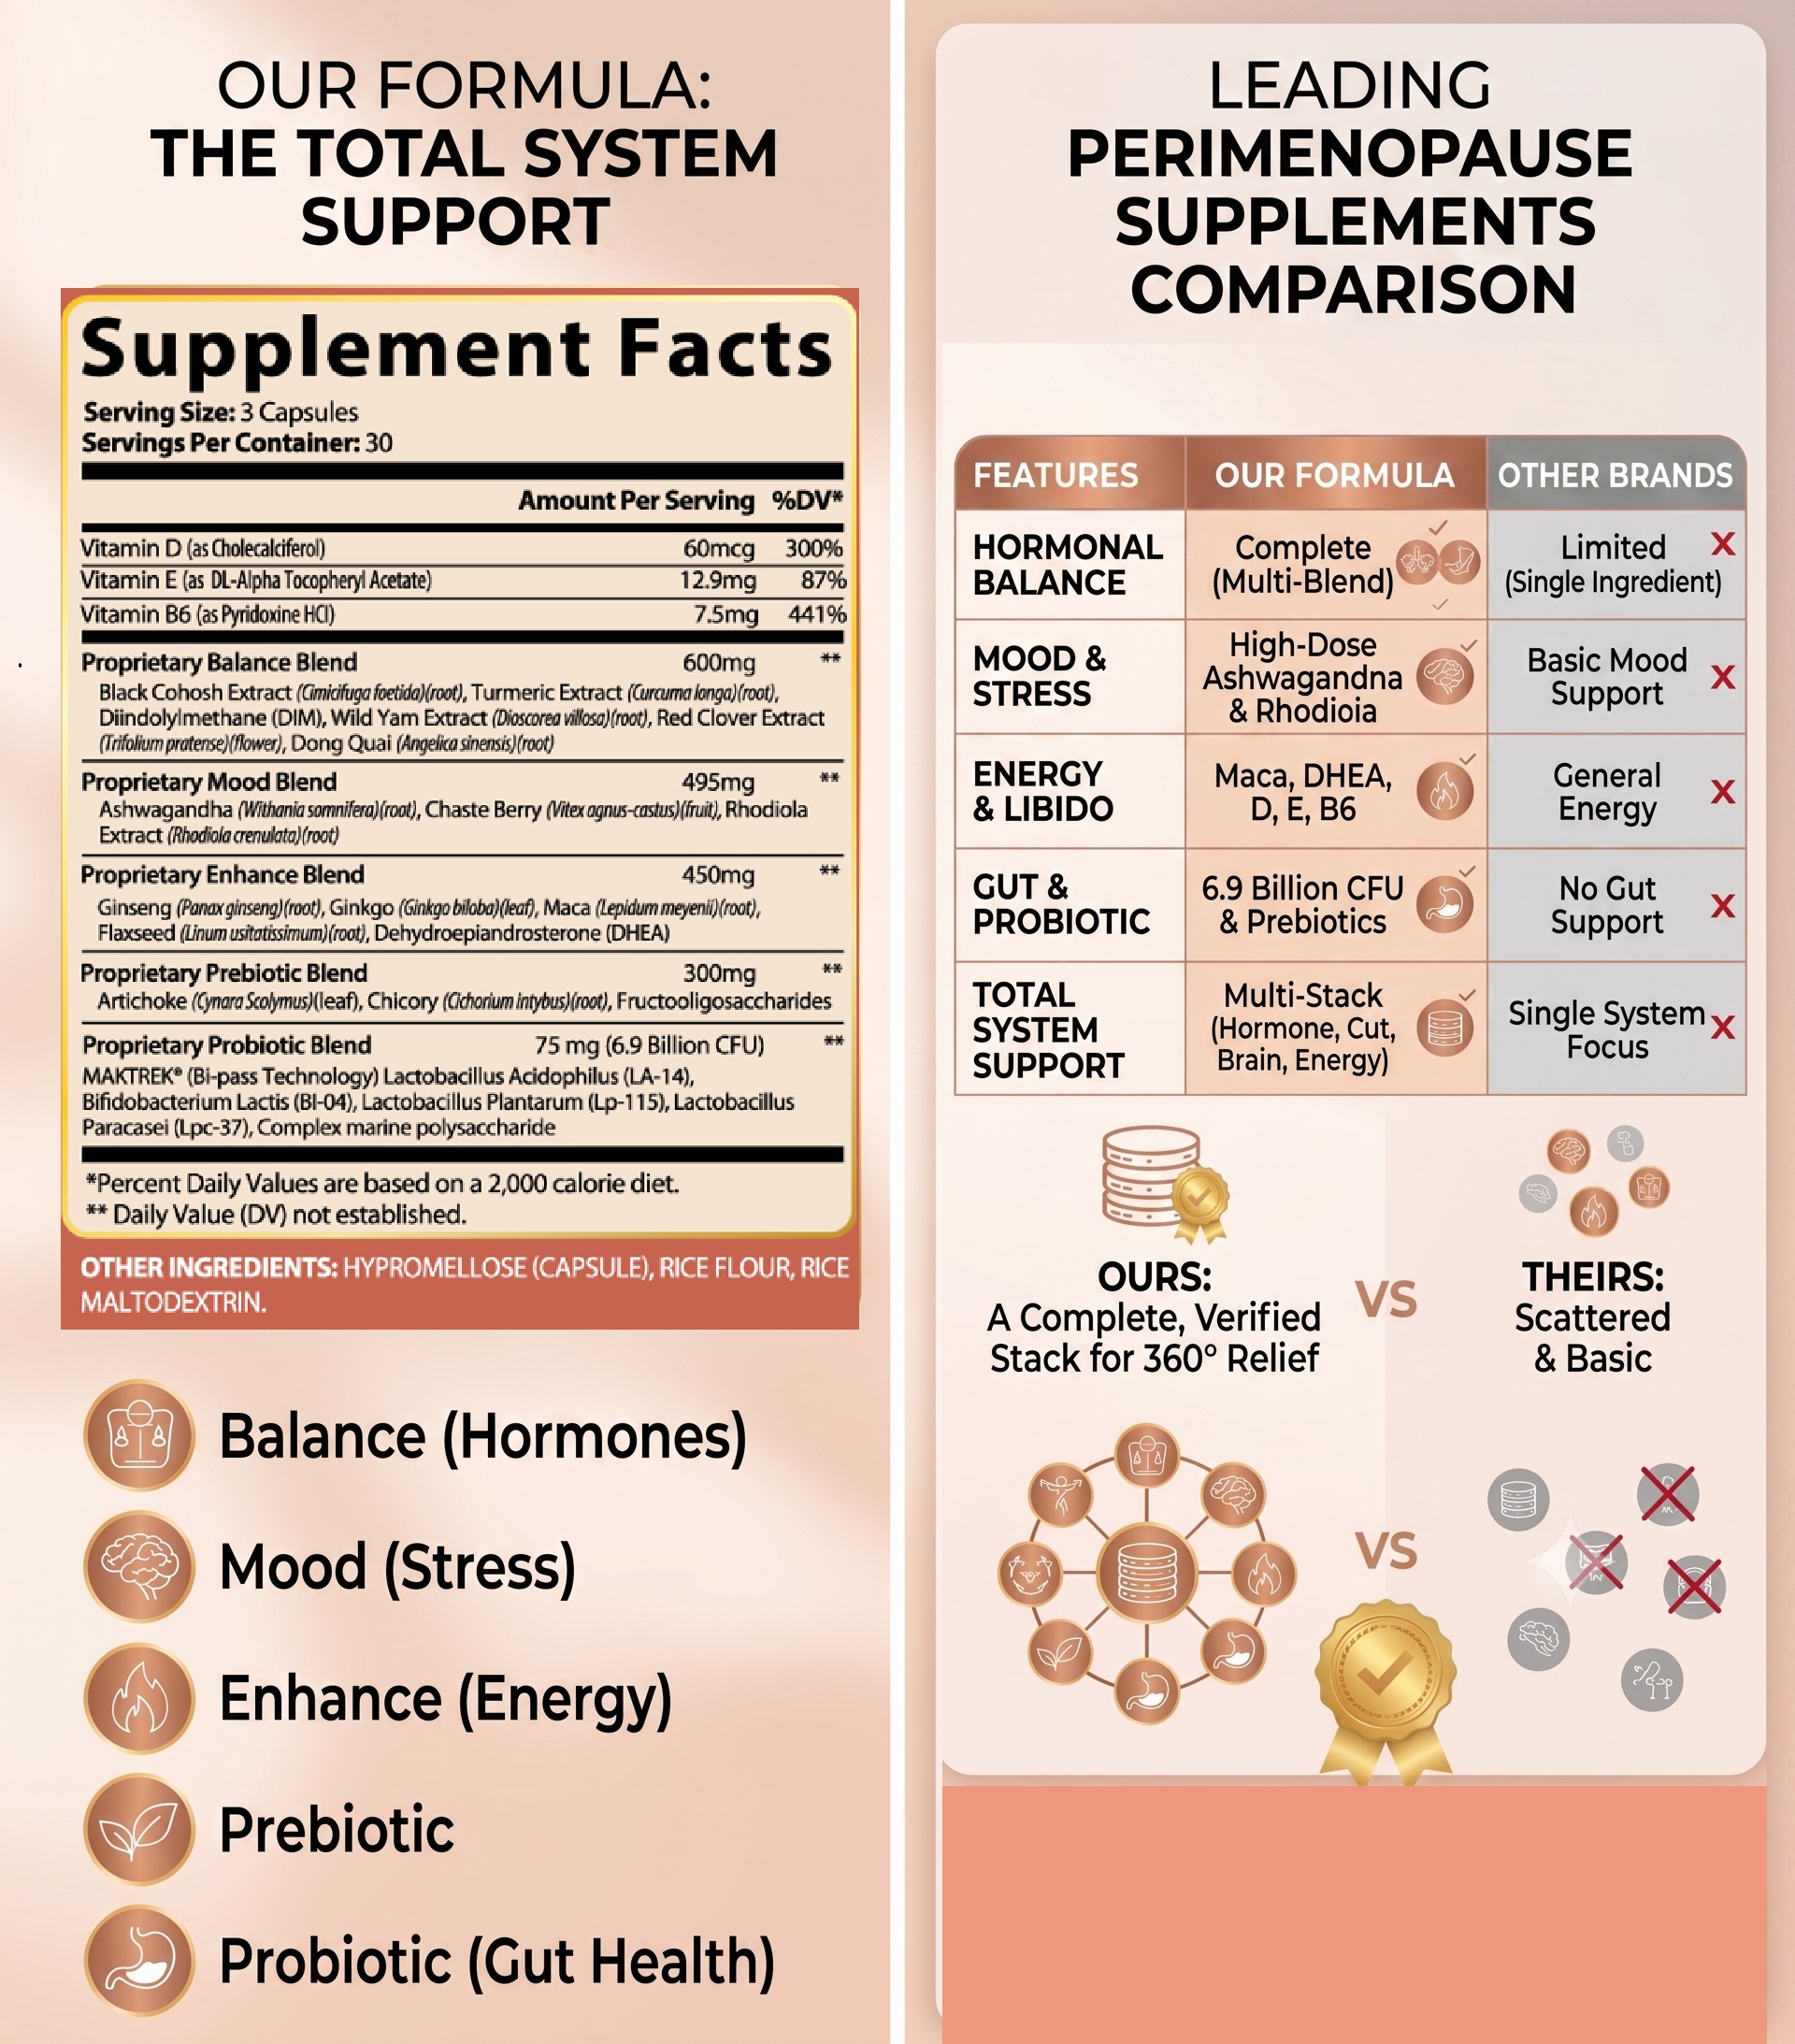 OUR FORMULA:
THE TOTAL SYSTEM
SUPPORT
Supplement Facts
Serving Size: 3 Capsules
Servings Per Container: 30
Amount Per Serving %DV*
Vitamin D (as Cholecalciferol) 60mcg 300%
Vitamin E (as DL-Alpha Tocopheryl Acetate) 12.9mg 87%
Vitamin B6 (as Pyridoxine HCl) 7.5mg 441%
Proprietary Balance Blend 600mg **
Black Cohosh Extract (Cimicifuga foetida)(root), Turmeric Extract (Curcuma longa)(root),
Diindolylmethane (DIM), Wild Yam Extract (Dioscorea villosa)(root), Red Clover Extract
(Trifolium pratense)(flower), Dong Quai (Angelica sinensis)(root)
Proprietary Mood Blend 495mg **
Ashwagandha (Withania somnifera)(root), Chaste Berry (Vitex agnus-castus)(fruit), Rhodiola
Extract (Rhodiola crenulata)(root)
Proprietary Enhance Blend 450mg **
Ginseng (Panax ginseng)(root), Ginkgo (Ginkgo biloba)(leaf), Maca (Lepidum meyenii)(root),
Flaxseed (Linum usitatissimum)(root), Dehydroepiandrosterone (DHEA)
Proprietary Prebiotic Blend 300mg **
Artichoke (Cynara Scolymus)(leaf), Chicory (Cichorium intybus)(root), Fructooligosaccharides
Proprietary Probiotic Blend 75 mg (6.9 Billion CFU) **
MAKTREK® (Bi-pass Technology) Lactobacillus Acidophilus (LA-14),
Bifidobacterium Lactis (Bl-04), Lactobacillus Plantarum (Lp-115), Lactobacillus
Paracasei (Lpc-37), Complex marine polysaccharide
*Percent Daily Values are based on a 2,000 calorie diet.
** Daily Value (DV) not established.
OTHER INGREDIENTS: HYPROMELLOSE (CAPSULE), RICE FLOUR, RICE
MALTODEXTRIN.
Balance (Hormones)
Mood (Stress)
Enhance (Energy)
Prebiotic
Probiotic (Gut Health)
LEADING
PERIMENOPAUSE
SUPPLEMENTS
COMPARISON
FEATURES OUR FORMULA OTHER BRANDS
HORMONAL
BALANCE
Complete
(Multi-Blend)
Limited
(Single Ingredient)
X
MOOD &
STRESS
High-Dose
Ashwagandna
& Rhodioia
Basic Mood
Support
X
ENERGY
& LIBIDO
Maca, DHEA,
D, E, B6
General
Energy
X
GUT &
PROBIOTIC
6.9 Billion CFU
& Prebiotics
No Gut
Support
X
TOTAL
SYSTEM
SUPPORT
Multi-Stack
(Hormone, Cut,
Brain, Energy)
Single System
Focus
X
OURS:
A Complete, Verified
Stack for 360° Relief
VS
THEIRS:
Scattered
& Basic
VS